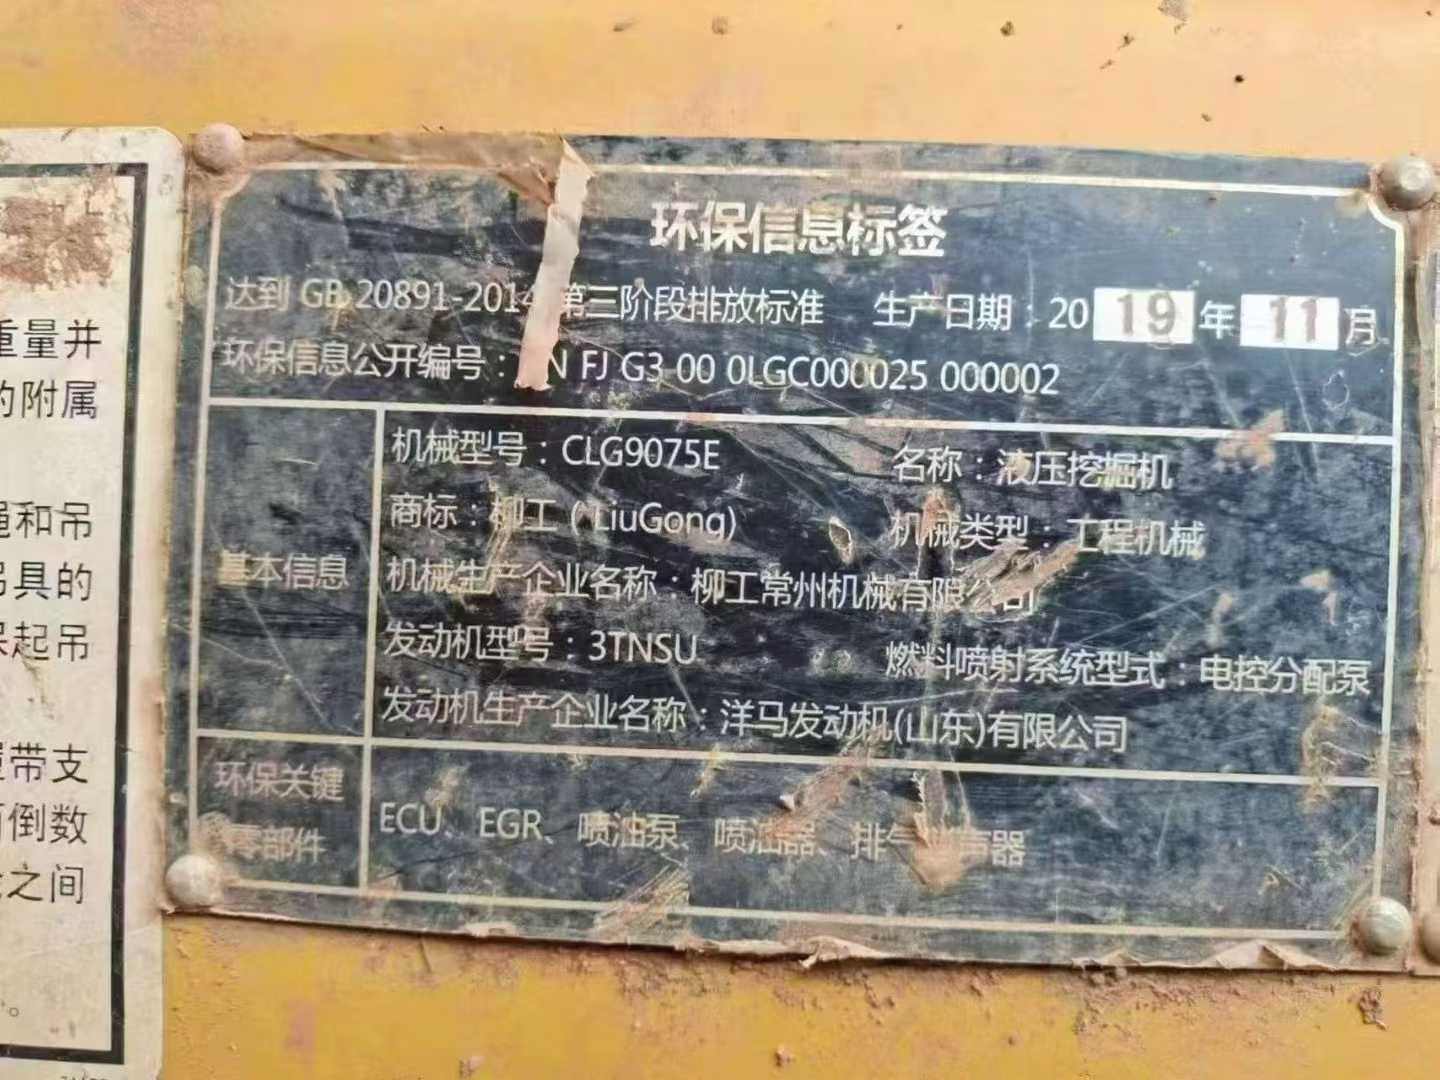 重量并
的附属
绳和吊
吊具的
保起吊
置带支
倒数
之间
。
环保信息标签
达到 GB 20891-2014 第三阶段排放标准 生产日期：2019年11月
环保信息公开编号：N FJ G3 00 0LGC000025 000002
基本信息
机械型号：CLG9075E 名称：液压挖掘机
商标：柳工 ( LiuGong) 机械类型：工程机械
机械生产企业名称：柳工常州机械有限公司
发动机型号：3TNSU 燃料喷射系统型式：电控分配泵
发动机生产企业名称：洋马发动机(山东)有限公司
环保关键
零部件
ECU、EGR、喷油泵、喷油器、排气消声器